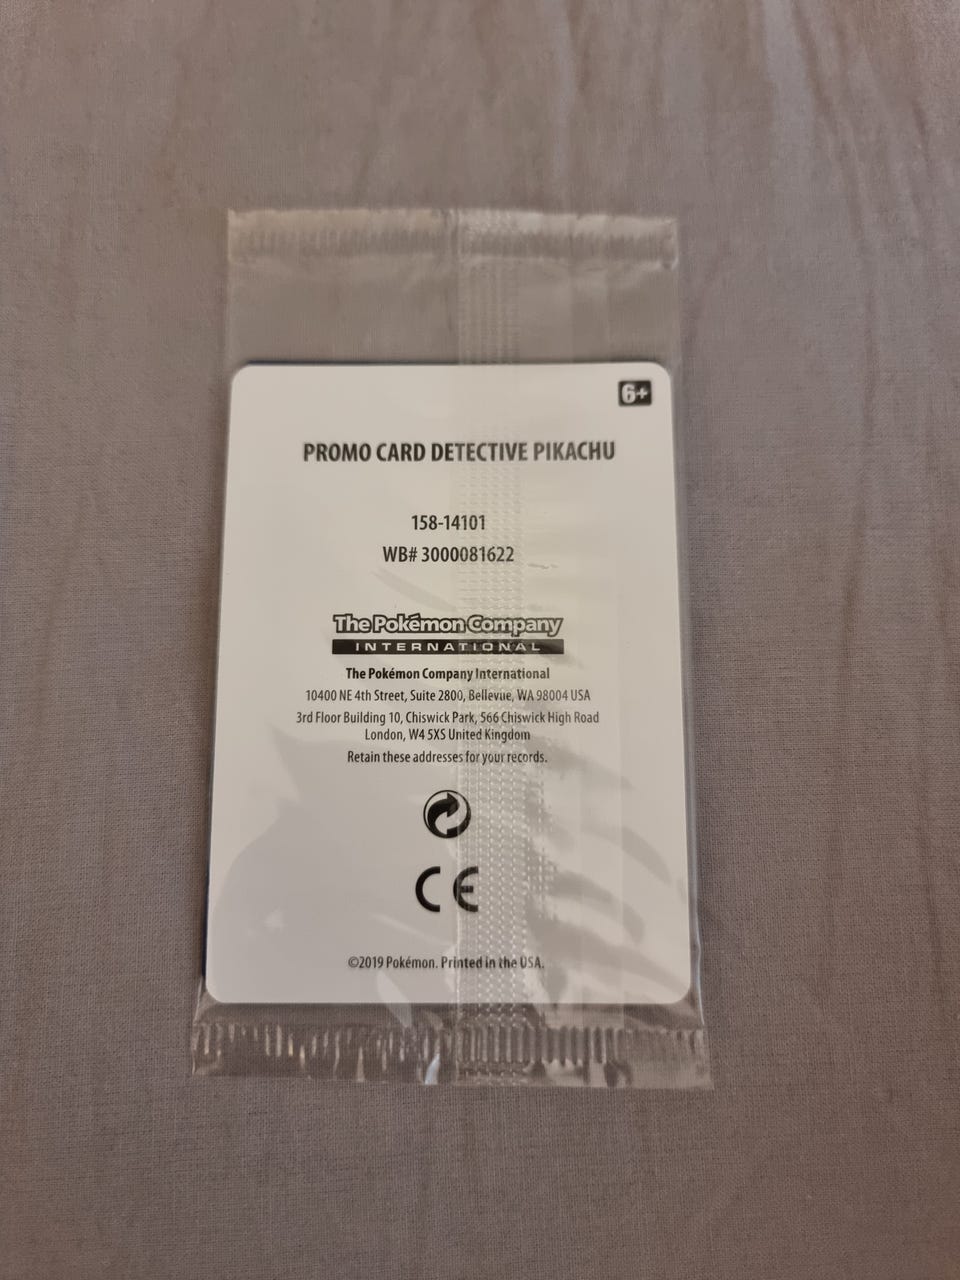 6+
PROMO CARD DETECTIVE PIKACHU
158-14101
WB# 3000081622
The Pokémon Company
INTERNATIONAL
The Pokémon Company International
10400 NE 4th Street, Suite 2800, Bellevue, WA 98004 USA
3rd Floor Building 10, Chiswick Park, 566 Chiswick High Road
London, W4 5XS United Kingdom
Retain these addresses for your records.
CE
©2019 Pokémon. Printed in the USA.